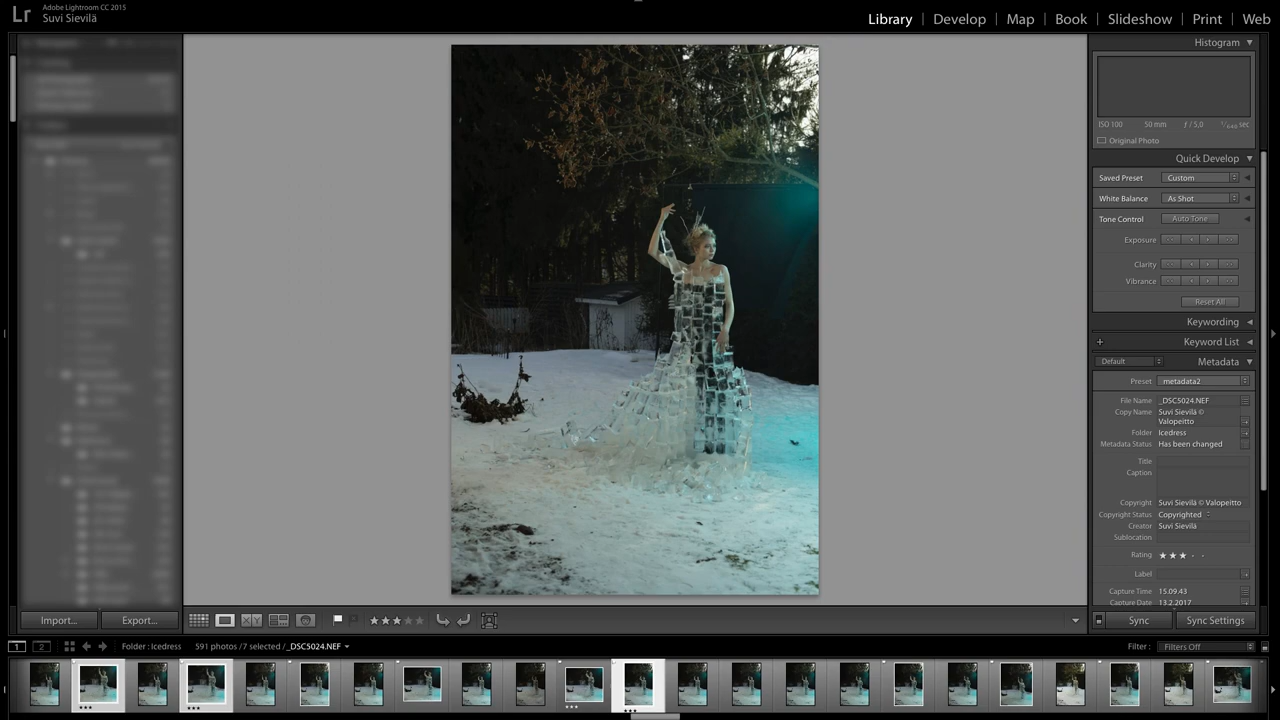 Lr Adobe Lightroom CC 2015
Suvi Sievilä
Library | Develop | Map | Book | Slideshow | Print | Web
Histogram
ISO 100 50 mm ƒ / 5,0 sec
Original Photo
Quick Develop
Saved Preset Custom
White Balance As Shot
Tone Control Auto Tone
Exposure
Clarity
Vibrance
Reset All
Keywording
+ Keyword List
Default Metadata
Preset metadata2
File Name _DSC5024.NEF
Copy Name Suvi Sievilä ©
Valopeitto
Folder Icedress
Metadata Status Has been changed
Title
Caption
Copyright Suvi Sievilä © Valopeitto
Copyright Status Copyrighted
Creator Suvi Sievilä
Sublocation
Rating ★ ★ ★ · ·
Label
Capture Time 15.09.43
Capture Date 13.2.2017
Import... Export...
X Y
Sync Sync Settings
1 2 Folder : Icedress 591 photos / 7 selected / _DSC5024.NEF Filter : Filters Off